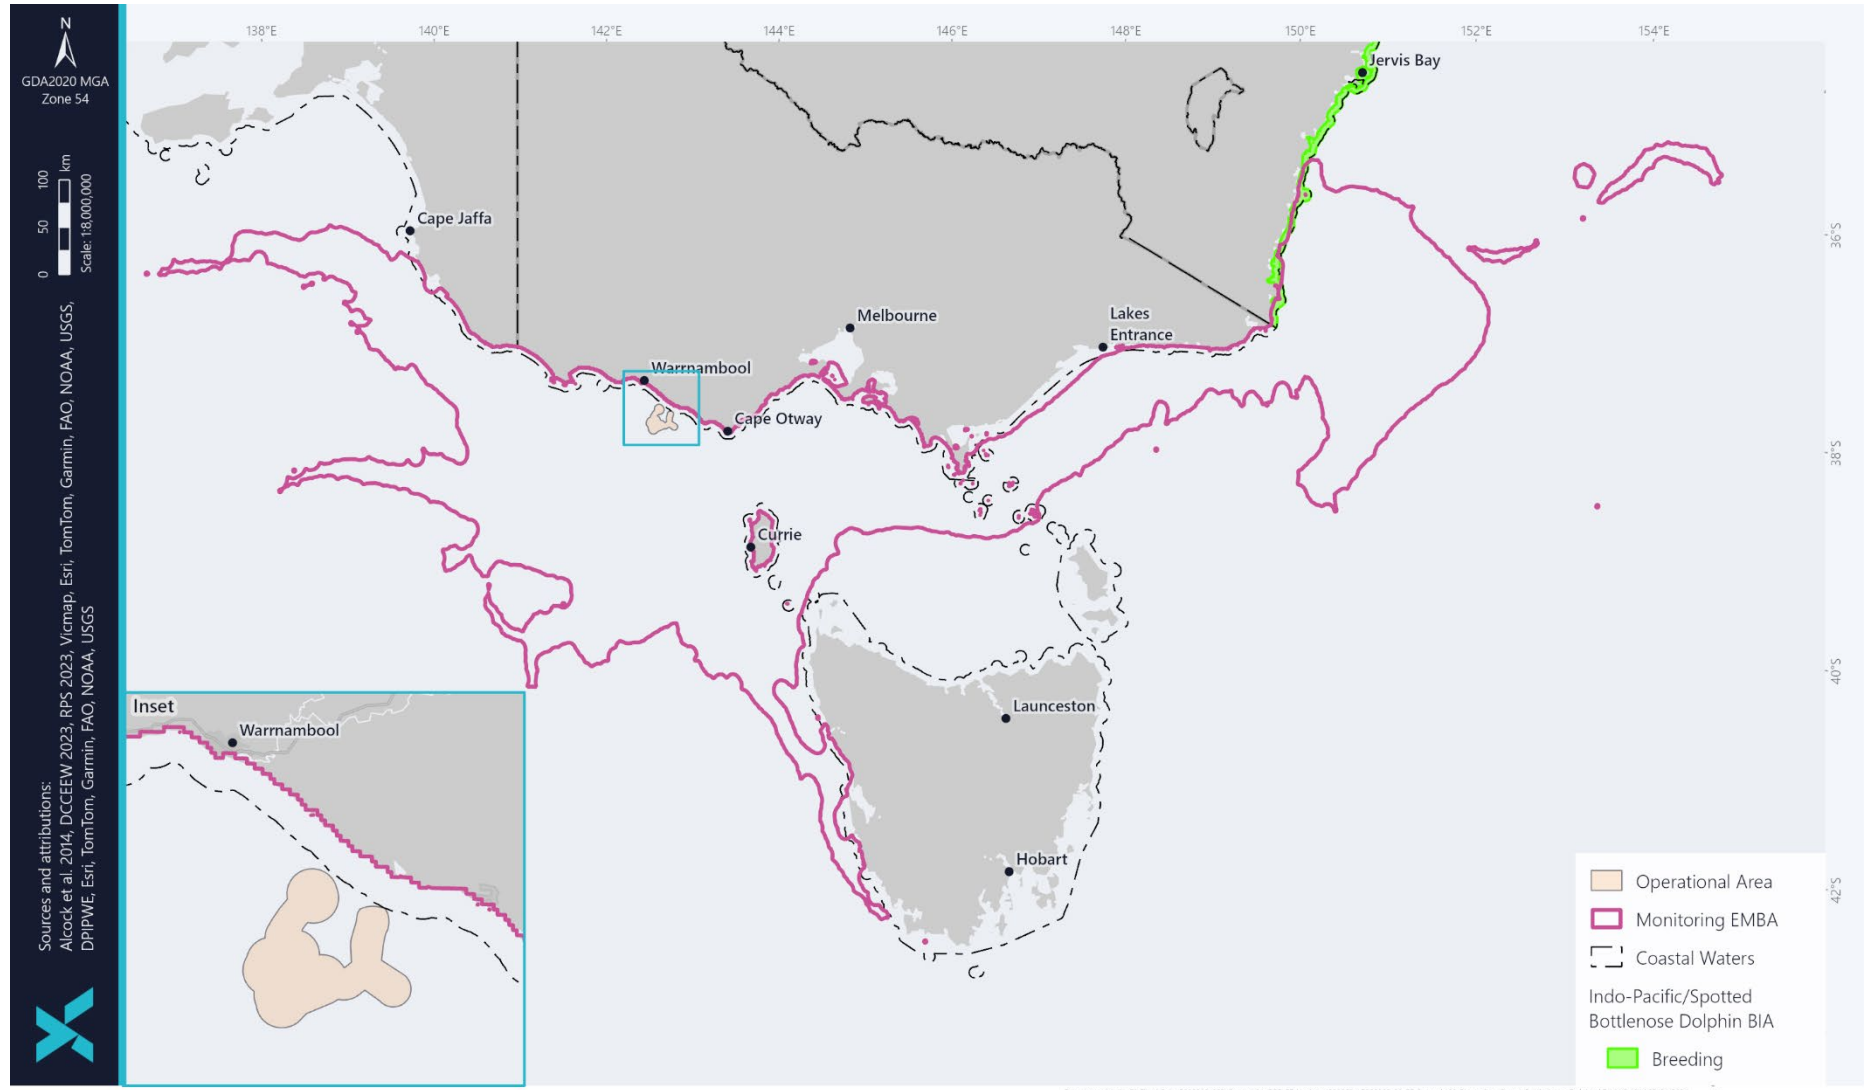 N
GDA2020 MGA
Zone 54
0 50 100 km
Scale: 1:8,000,000
Sources and attributions:
Alcock et al. 2014, DCCEEW 2023, RPS 2023, Vicmap, Esri, TomTom, Garmin, FAO, NOAA, USGS,
DPIPWE, Esri, TomTom, Garmin, FAO, NOAA, USGS
138°E 140°E 142°E 144°E 146°E 148°E 150°E 152°E 154°E
36°S
38°S
40°S
42°S
Jervis Bay
Cape Jaffa
Melbourne
Lakes
Entrance
Warrnambool
Cape Otway
Currie
Launceston
Hobart
Inset
Warrnambool
Operational Area
Monitoring EMBA
Coastal Waters
Indo-Pacific/Spotted
Bottlenose Dolphin BIA
Breeding